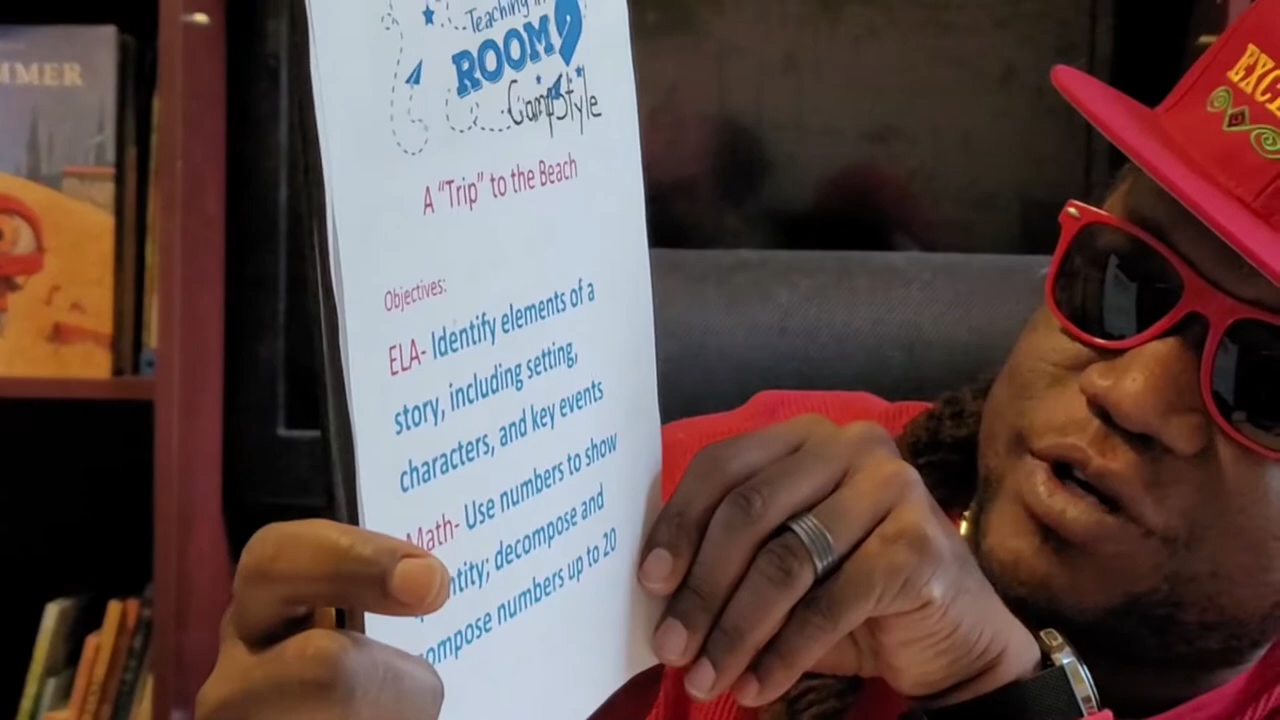 MMER
Teaching in
ROOM 9
CampStyle
A "Trip" to the Beach
Objectives:
ELA- Identify elements of a
story, including setting,
characters, and key events
Math- Use numbers to show
ntity; decompose and
ompose numbers up to 20
EXC